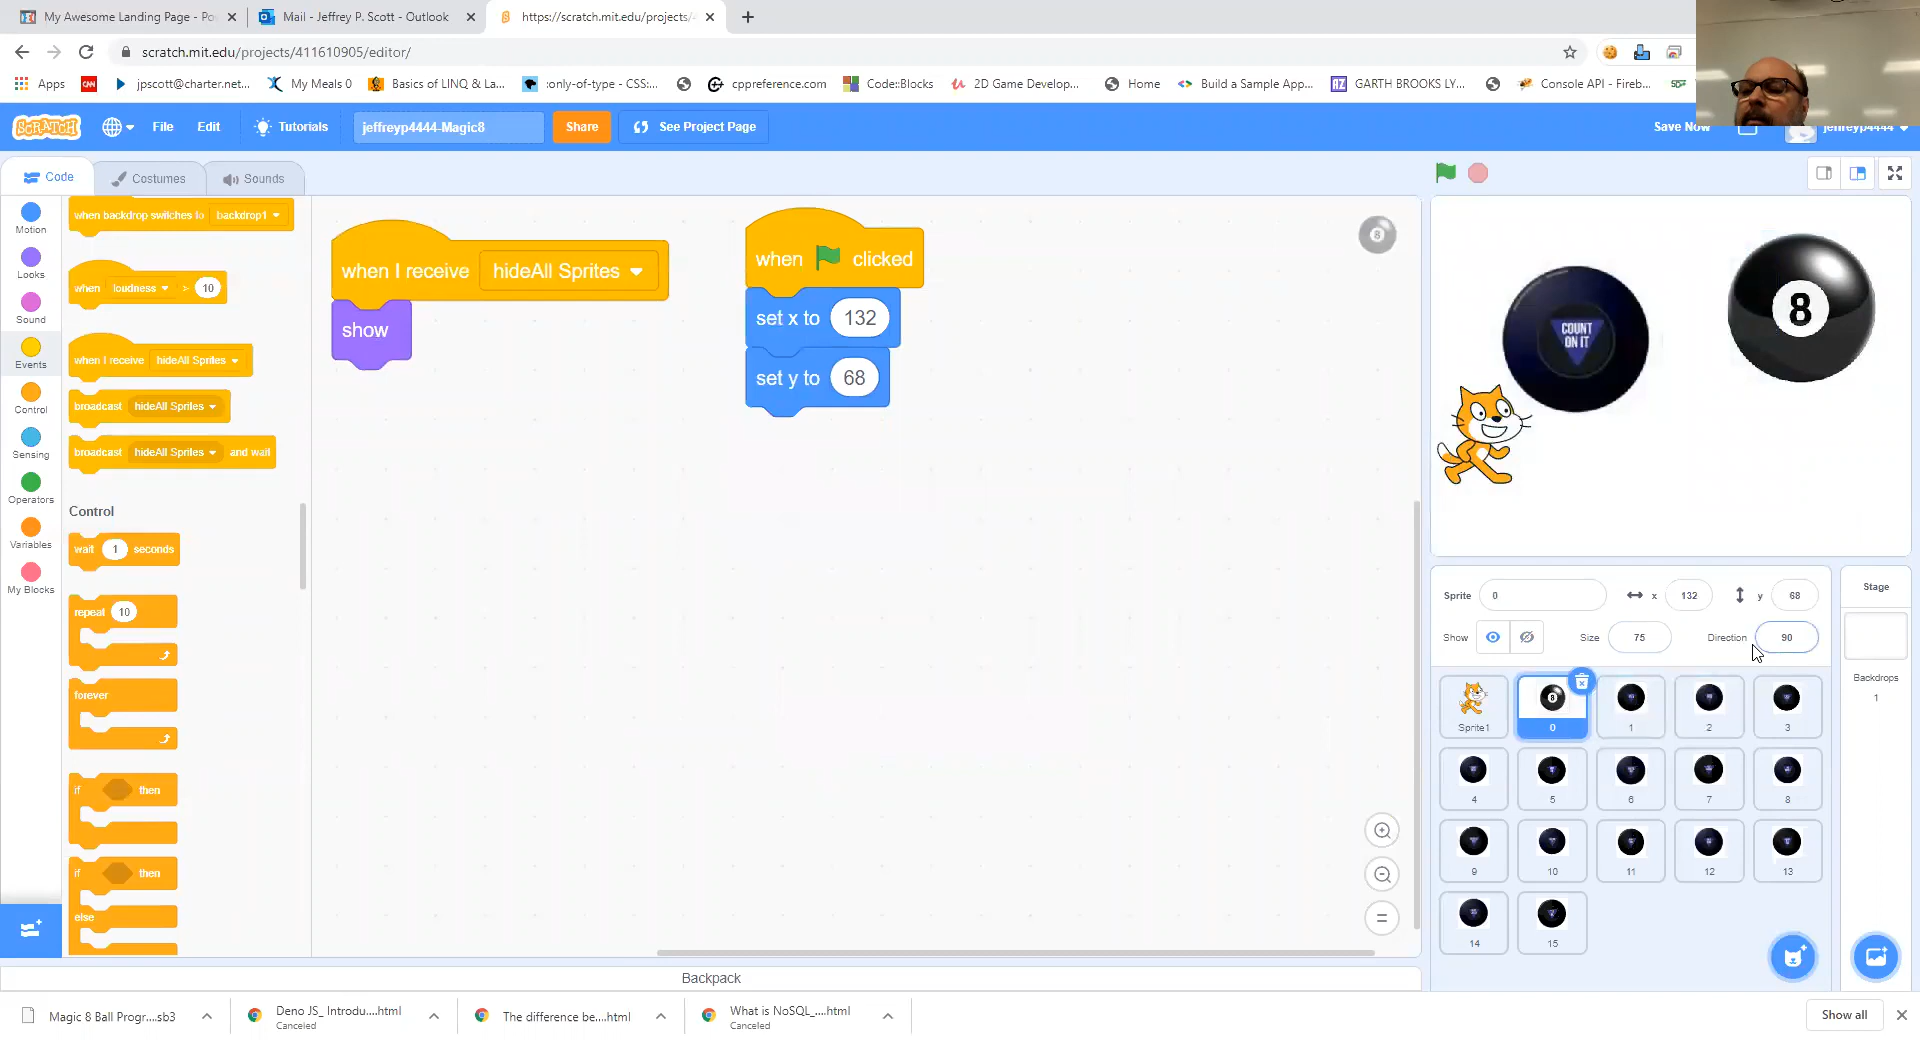 My Awesome Landing Page - Po
Mail - Jeffrey P. Scott - Outlook
https://scratch.mit.edu/projects/4
scratch.mit.edu/projects/411610905/editor/
Apps
CNN
jpscott@charter.net...
My Meals 0
Basics of LINQ & La...
:only-of-type - CSS:...
cppreference.com
Code::Blocks
2D Game Develop...
Home
Build a Sample App...
GARTH BROOKS LY...
Console API - Fireb...
SCRATCH
File
Edit
Tutorials
jeffreyp4444-Magic8
Share
See Project Page
Save Now
jeffreyp4444
Code
Costumes
Sounds
Motion
Looks
Sound
Events
Control
Sensing
Operators
Variables
My Blocks
when backdrop switches to backdrop1
when loudness > 10
when I receive hideAll Sprites
broadcast hideAll Sprites
broadcast hideAll Sprites and wait
Control
wait 1 seconds
repeat 10
forever
if then
if then
else
when I receive hideAll Sprites
show
when clicked
set x to 132
set y to 68
8
COUNT
ON IT
8
Sprite 0 x 132 y 68
Show Size 75 Direction 90
Stage
Backdrops
1
Sprite1 0 1 2 3
4 5 6 7 8
9 10 11 12 13
14 15
Backpack
Magic 8 Ball Progr....sb3
Deno JS_ Introdu....html
Canceled
The difference be....html
What is NoSQL_....html
Canceled
Show all